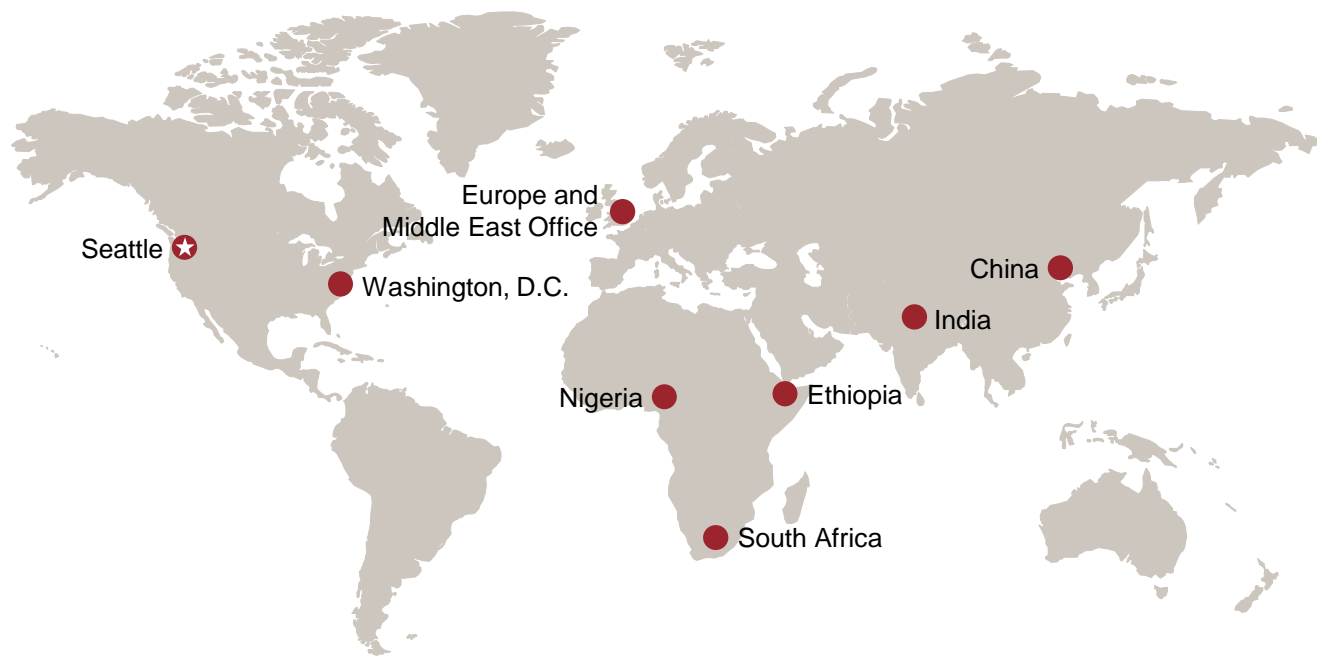 Europe and
Middle East Office
Seattle
Washington, D.C.
China
India
Nigeria
Ethiopia
South Africa